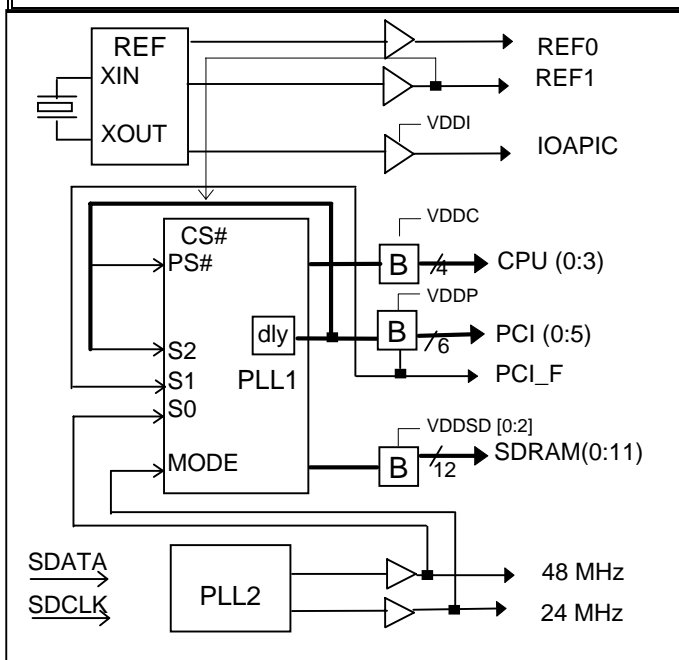 REF
REF0
XIN
REF1
XOUT
VDDI
IOAPIC
CS#
VDDC
PS#
B
4
CPU (0:3)
VDDP
dly
B
6
PCI (0:5)
S2
S1
PLL1
PCI_F
S0
VDDSD [0:2]
MODE
B
12
SDRAM(0:11)
SDATA
48 MHz
PLL2
SDCLK
24 MHz